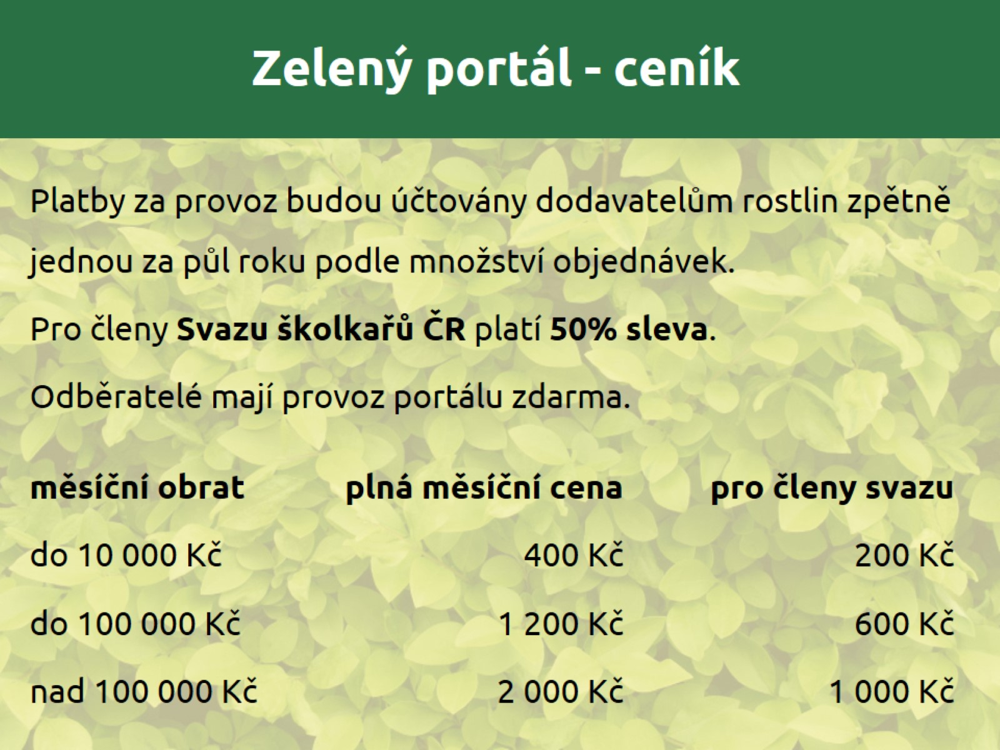 Zelený portál - ceník
Platby za provoz budou účtovány dodavatelům rostlin zpětně
jednou za půl roku podle množství objednávek.
Pro členy Svazu školkařů ČR platí 50% sleva.
Odběratelé mají provoz portálu zdarma.
měsíční obrat plná měsíční cena pro členy svazu
do 10 000 Kč 400 Kč 200 Kč
do 100 000 Kč 1 200 Kč 600 Kč
nad 100 000 Kč 2 000 Kč 1 000 Kč